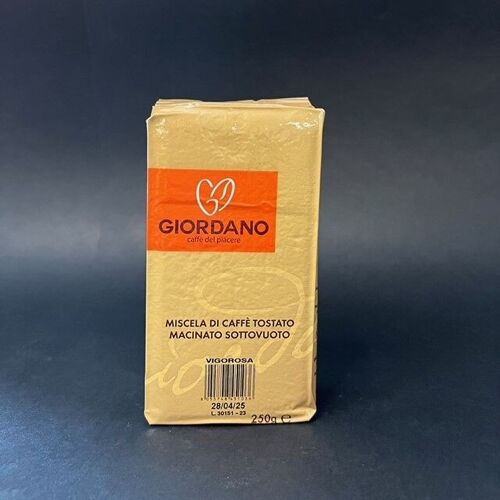 GIORDANO
caffè del piacere
MISCELA DI CAFFÈ TOSTATO
MACINATO SOTTOVUOTO
VIGOROSA
28/04/25
L. 30151 - 23
250g e